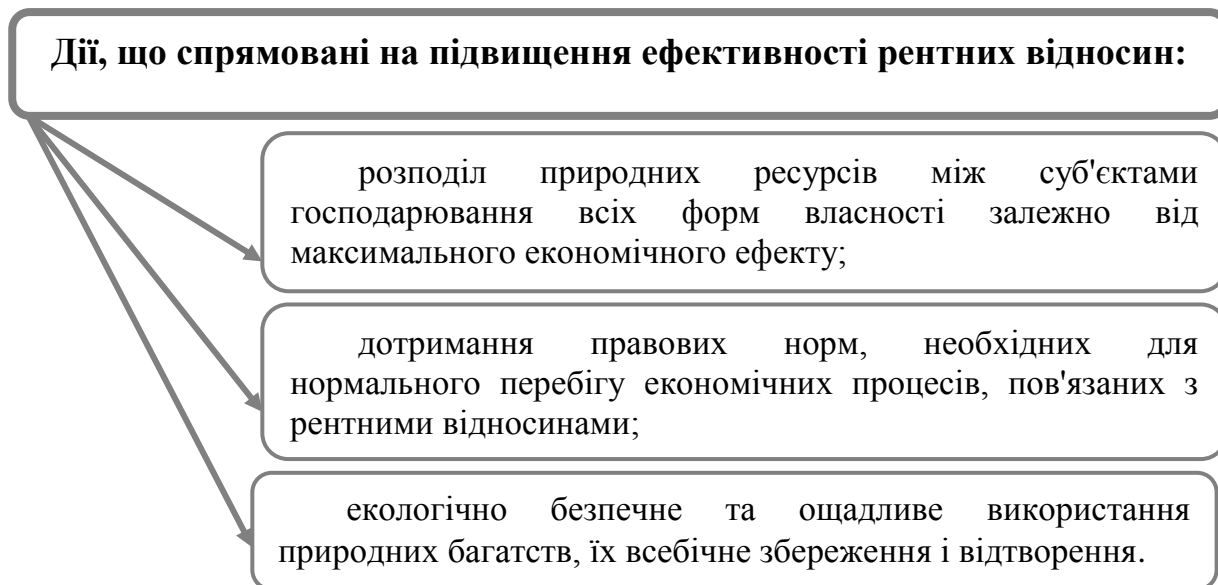 Дії, що спрямовані на підвищення ефективності рентних відносин:
розподіл природних ресурсів між суб'єктами
господарювання всіх форм власності залежно від
максимального економічного ефекту;
дотримання правових норм, необхідних для
нормального перебігу економічних процесів, пов'язаних з
рентними відносинами;
екологічно безпечне та ощадливе використання
природних багатств, їх всебічне збереження і відтворення.